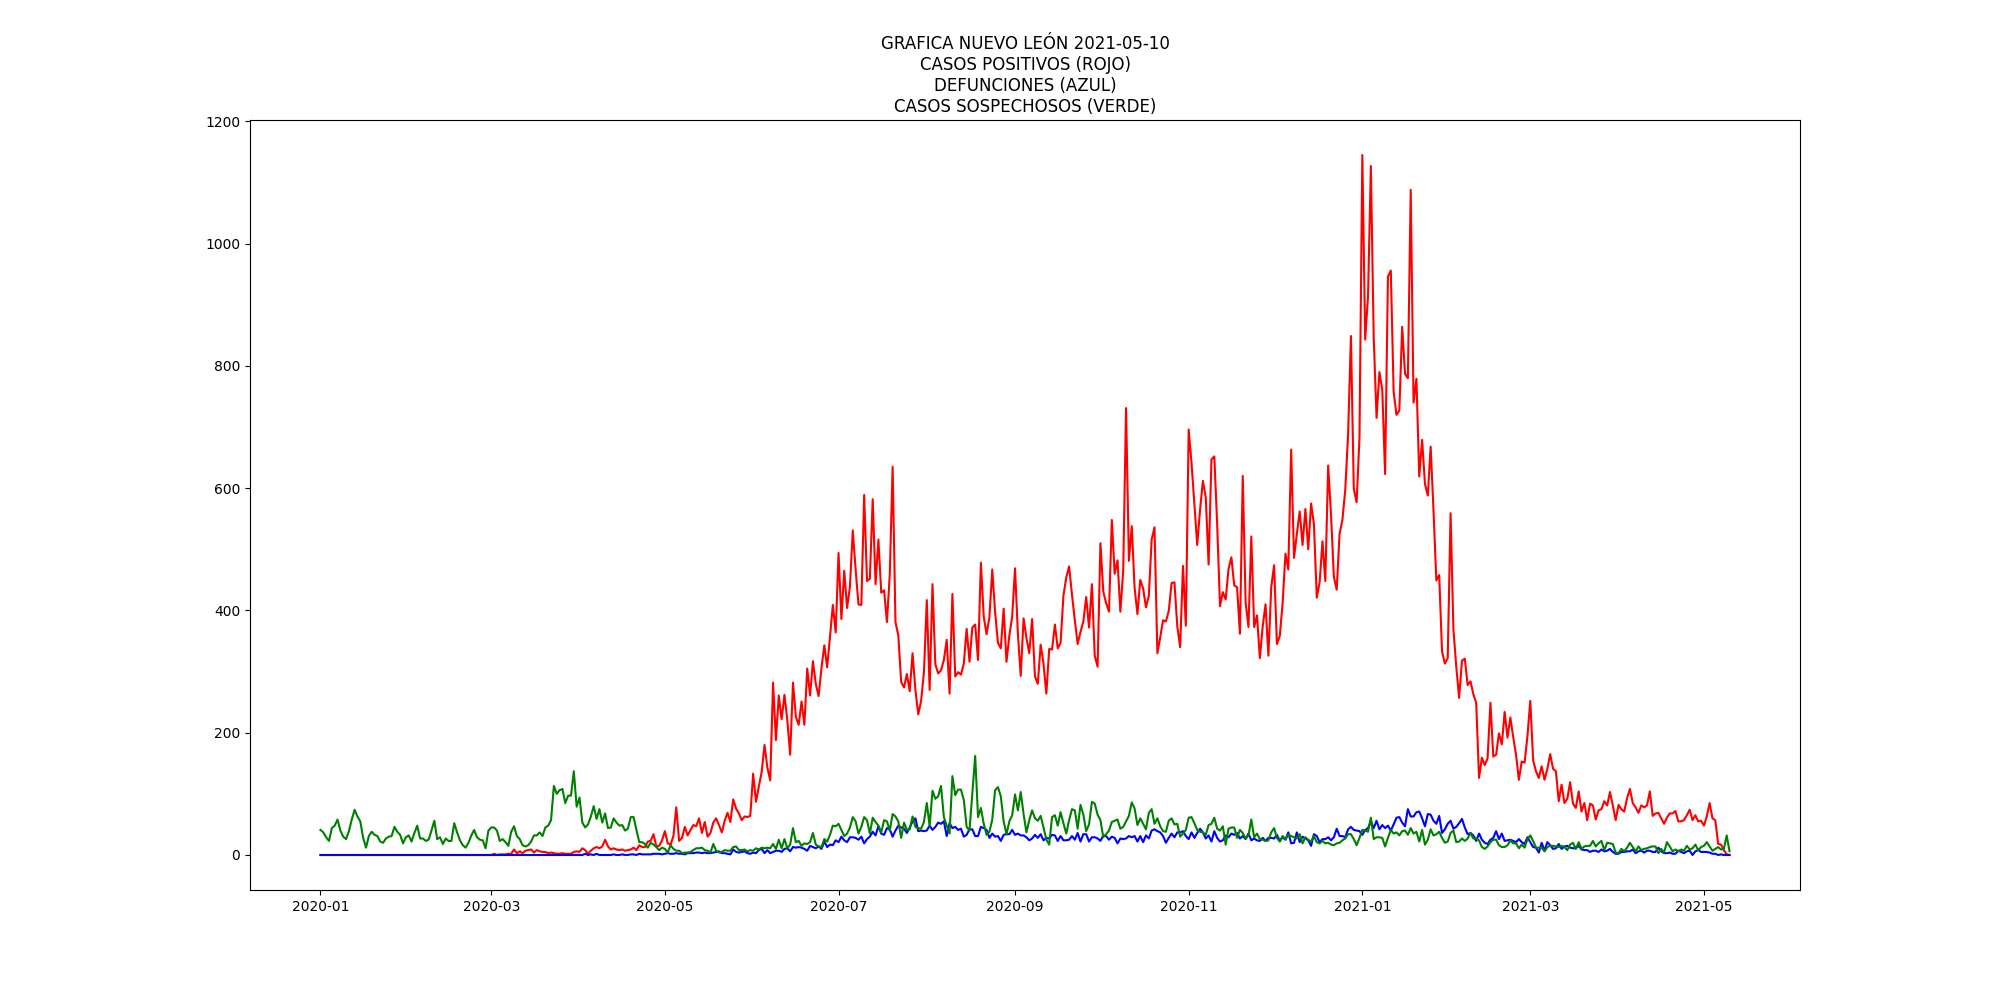 GRAFICA NUEVO LEÓN 2021-05-10
CASOS POSITIVOS (ROJO)
DEFUNCIONES (AZUL)
CASOS SOSPECHOSOS (VERDE)
1200
1000
800
600
400
200
0
2020-01 2020-03 2020-05 2020-07 2020-09 2020-11 2021-01 2021-03 2021-05